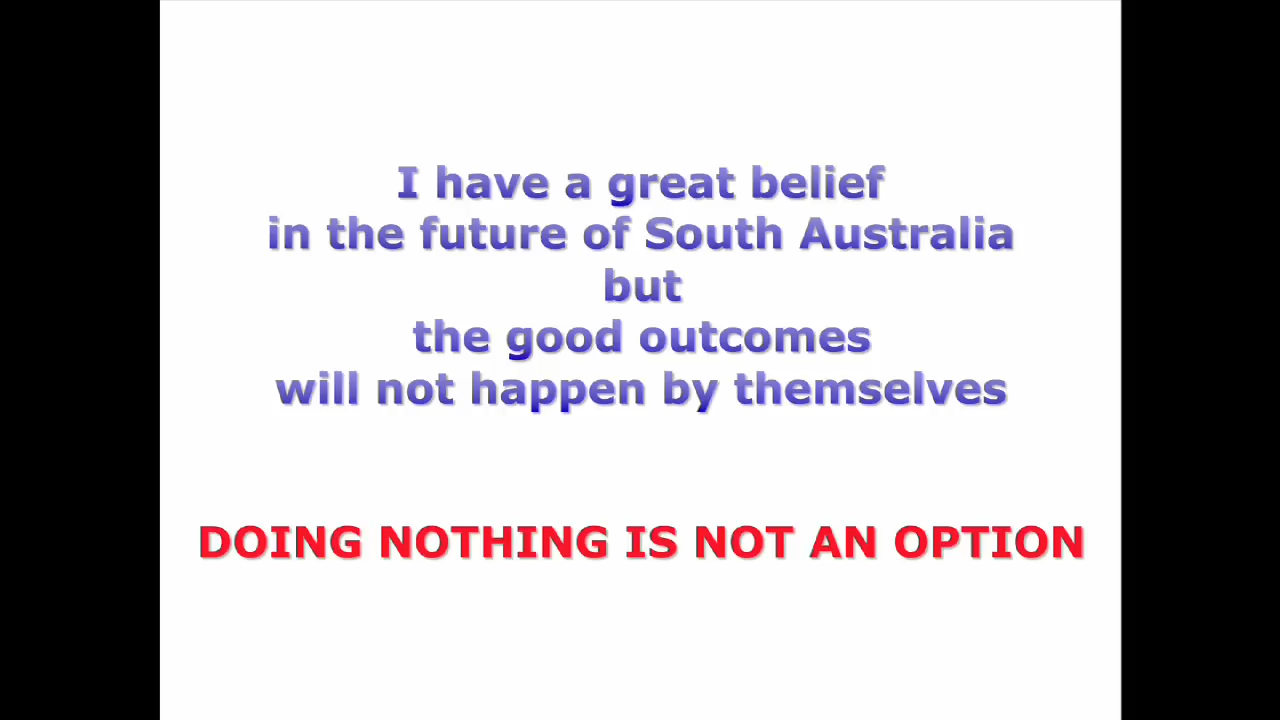 I have a great belief
in the future of South Australia
but
the good outcomes
will not happen by themselves
DOING NOTHING IS NOT AN OPTION